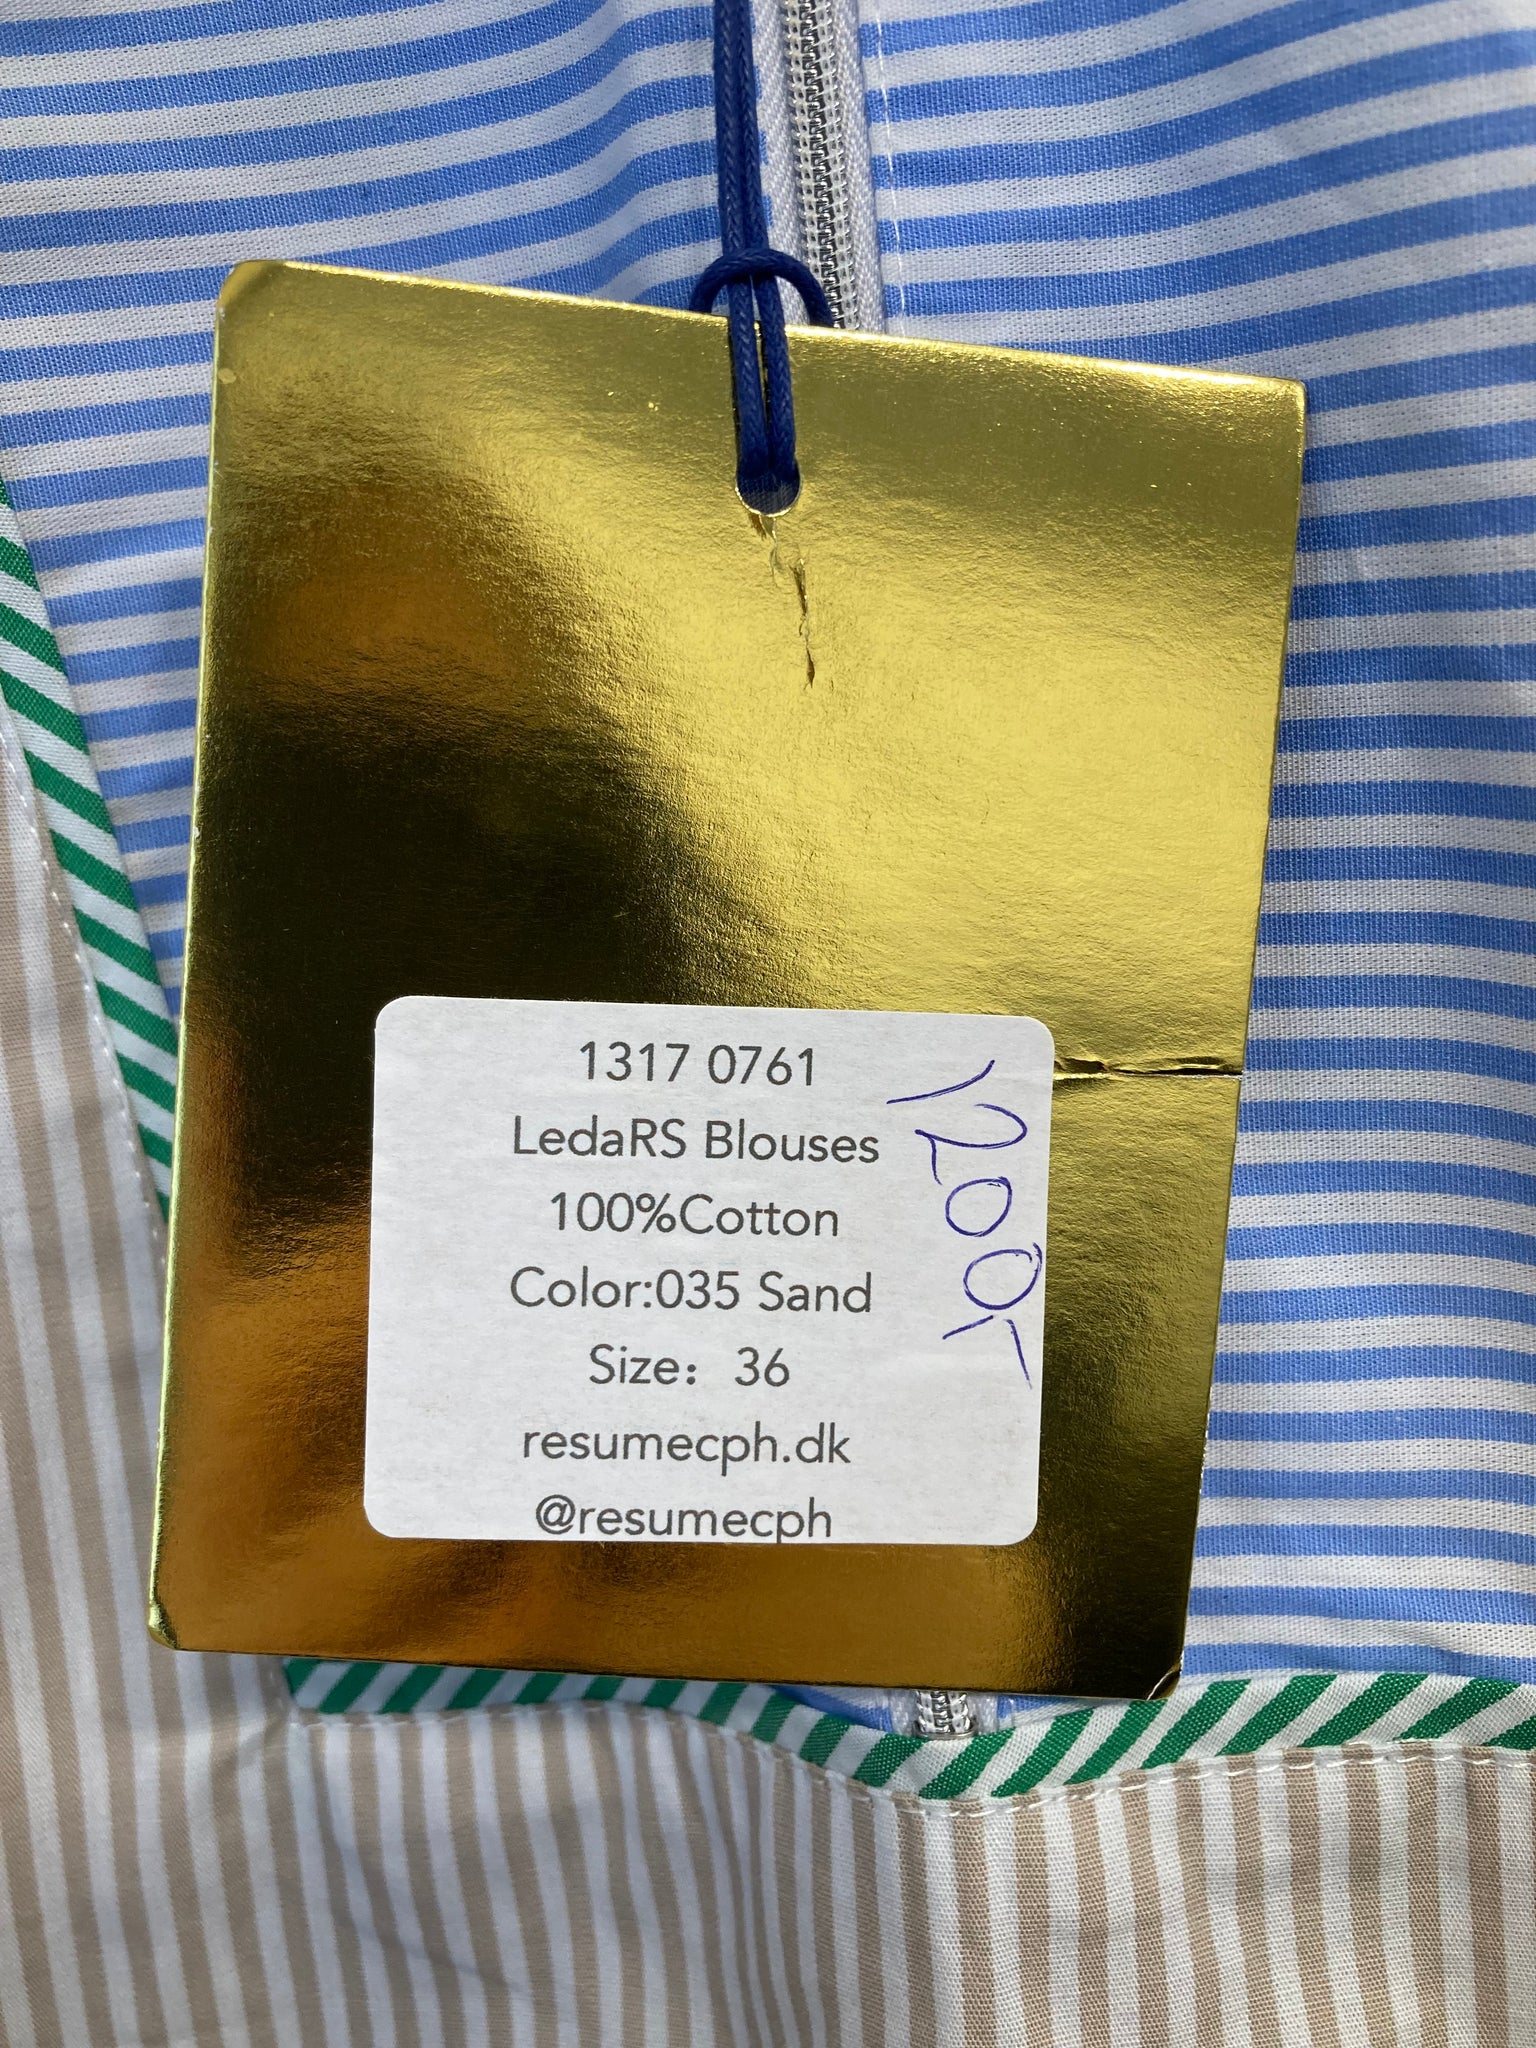 1317 0761
LedaRS Blouses
100%Cotton
Color:035 Sand
Size: 36
resumecph.dk
@resumecph
1200,-